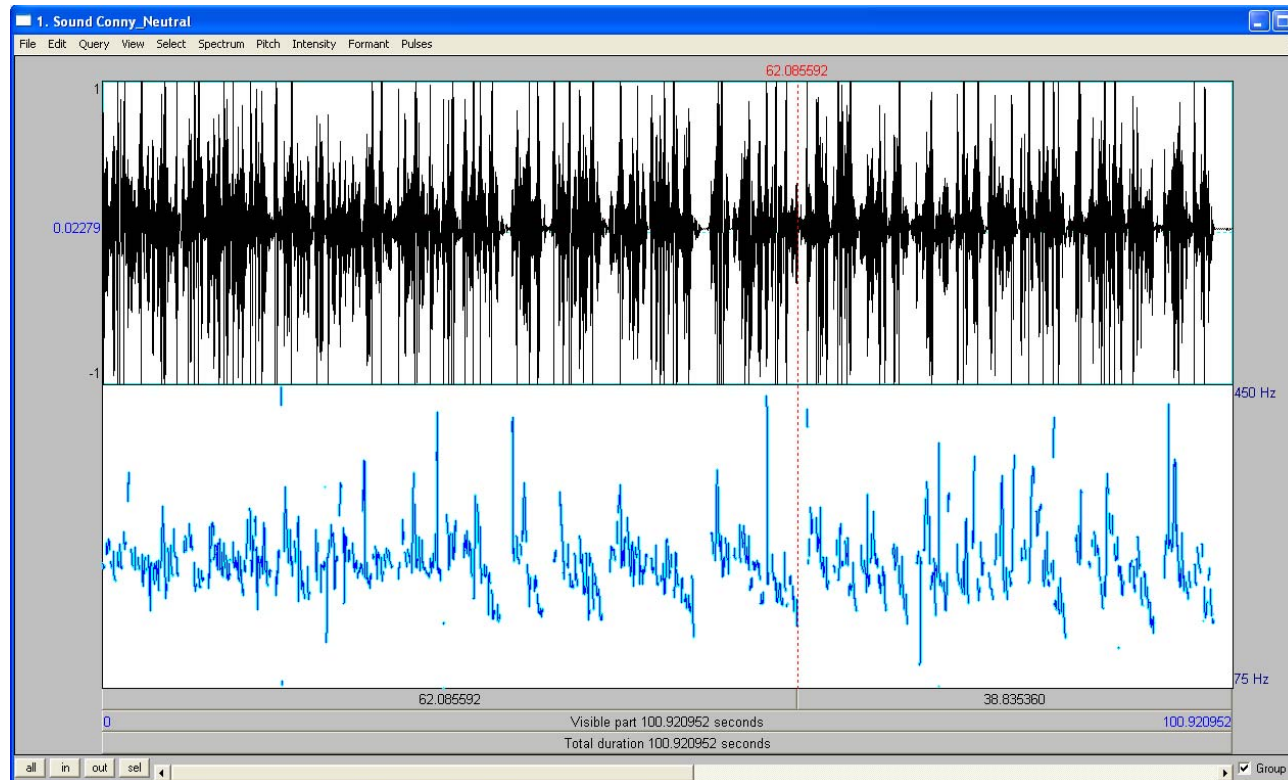 1. Sound Conny_Neutral
File Edit Query View Select Spectrum Pitch Intensity Formant Pulses
62.085592
1
0.02279
-1
450 Hz
75 Hz
62.085592 38.835360
0 Visible part 100.920952 seconds 100.920952
Total duration 100.920952 seconds
all in out sel Group